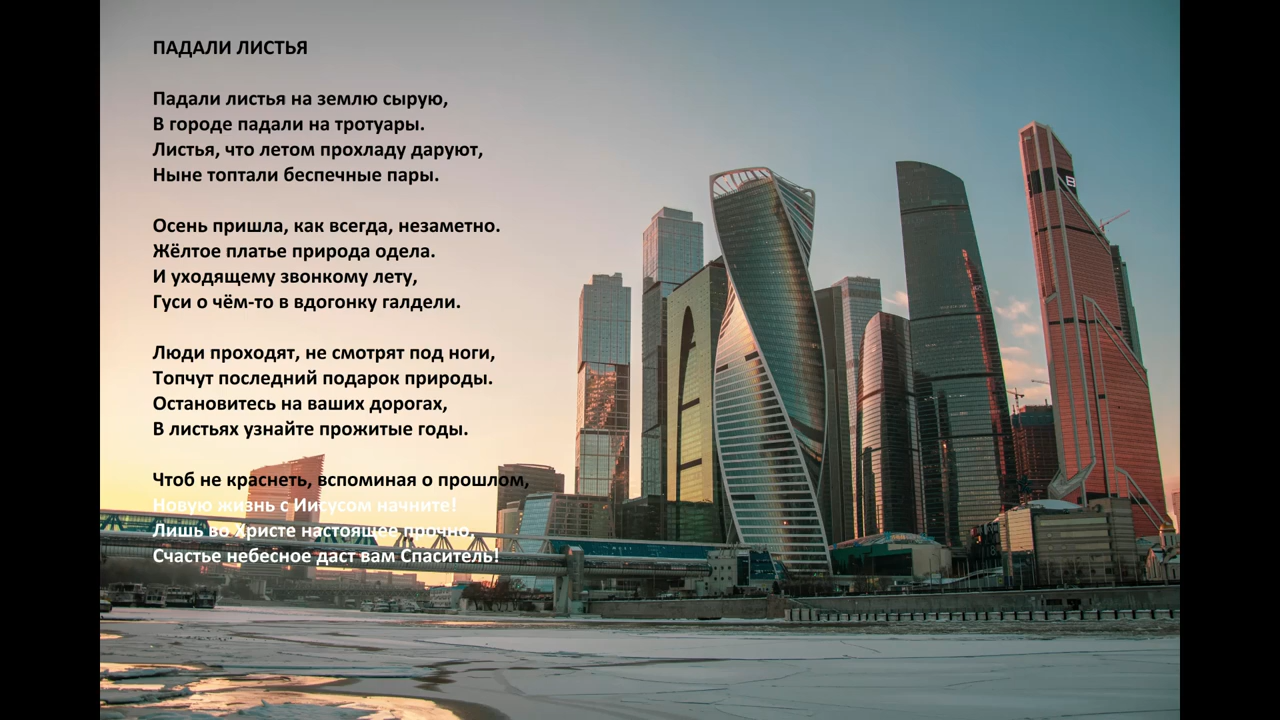 ПАДАЛИ ЛИСТЬЯ
Падали листья на землю сырую,
В городе падали на тротуары.
Листья, что летом прохладу даруют,
Ныне топтали беспечные пары.
Осень пришла, как всегда, незаметно.
Жёлтое платье природа одела.
И уходящему звонкому лету,
Гуси о чём-то в вдогонку галдели.
Люди проходят, не смотрят под ноги,
Топчут последний подарок природы.
Остановитесь на ваших дорогах,
В листьях узнайте прожитые годы.
Чтоб не краснеть, вспоминая о прошлом,
Новую жизнь с Иисусом начните!
Лишь во Христе настоящее прочно,
Счастье небесное даст вам Спаситель!